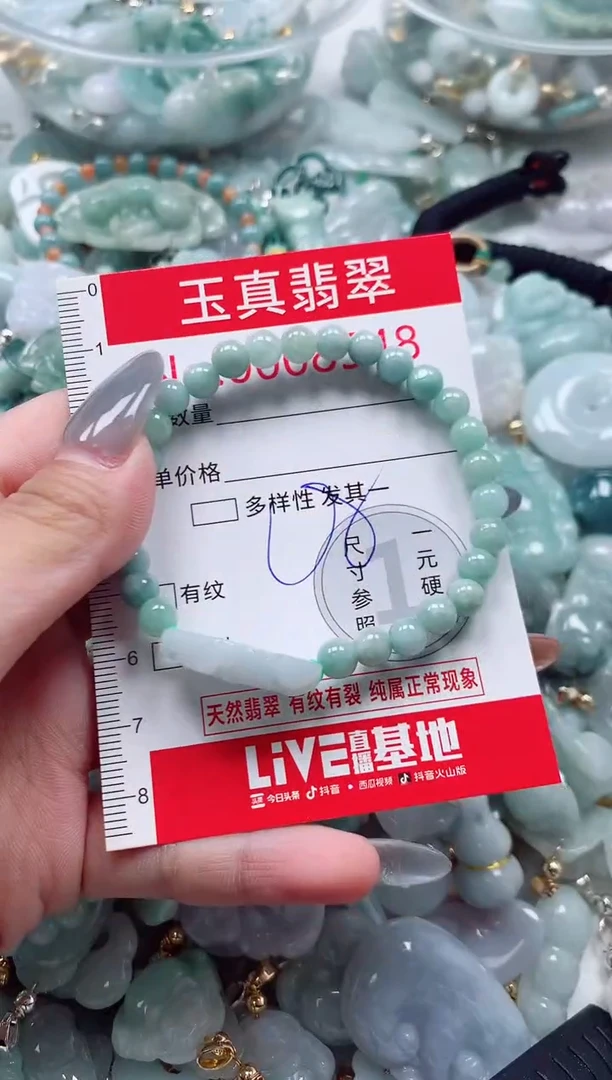 0
玉真翡翠
1
数量
单价格
多样性 发其一
尺寸参照
一元硬
有纹
6
天然翡翠 有纹有裂 纯属正常现象
7
LiVE直播基地
头条 今日头条 抖音 · 西瓜视频 抖音火山版
8